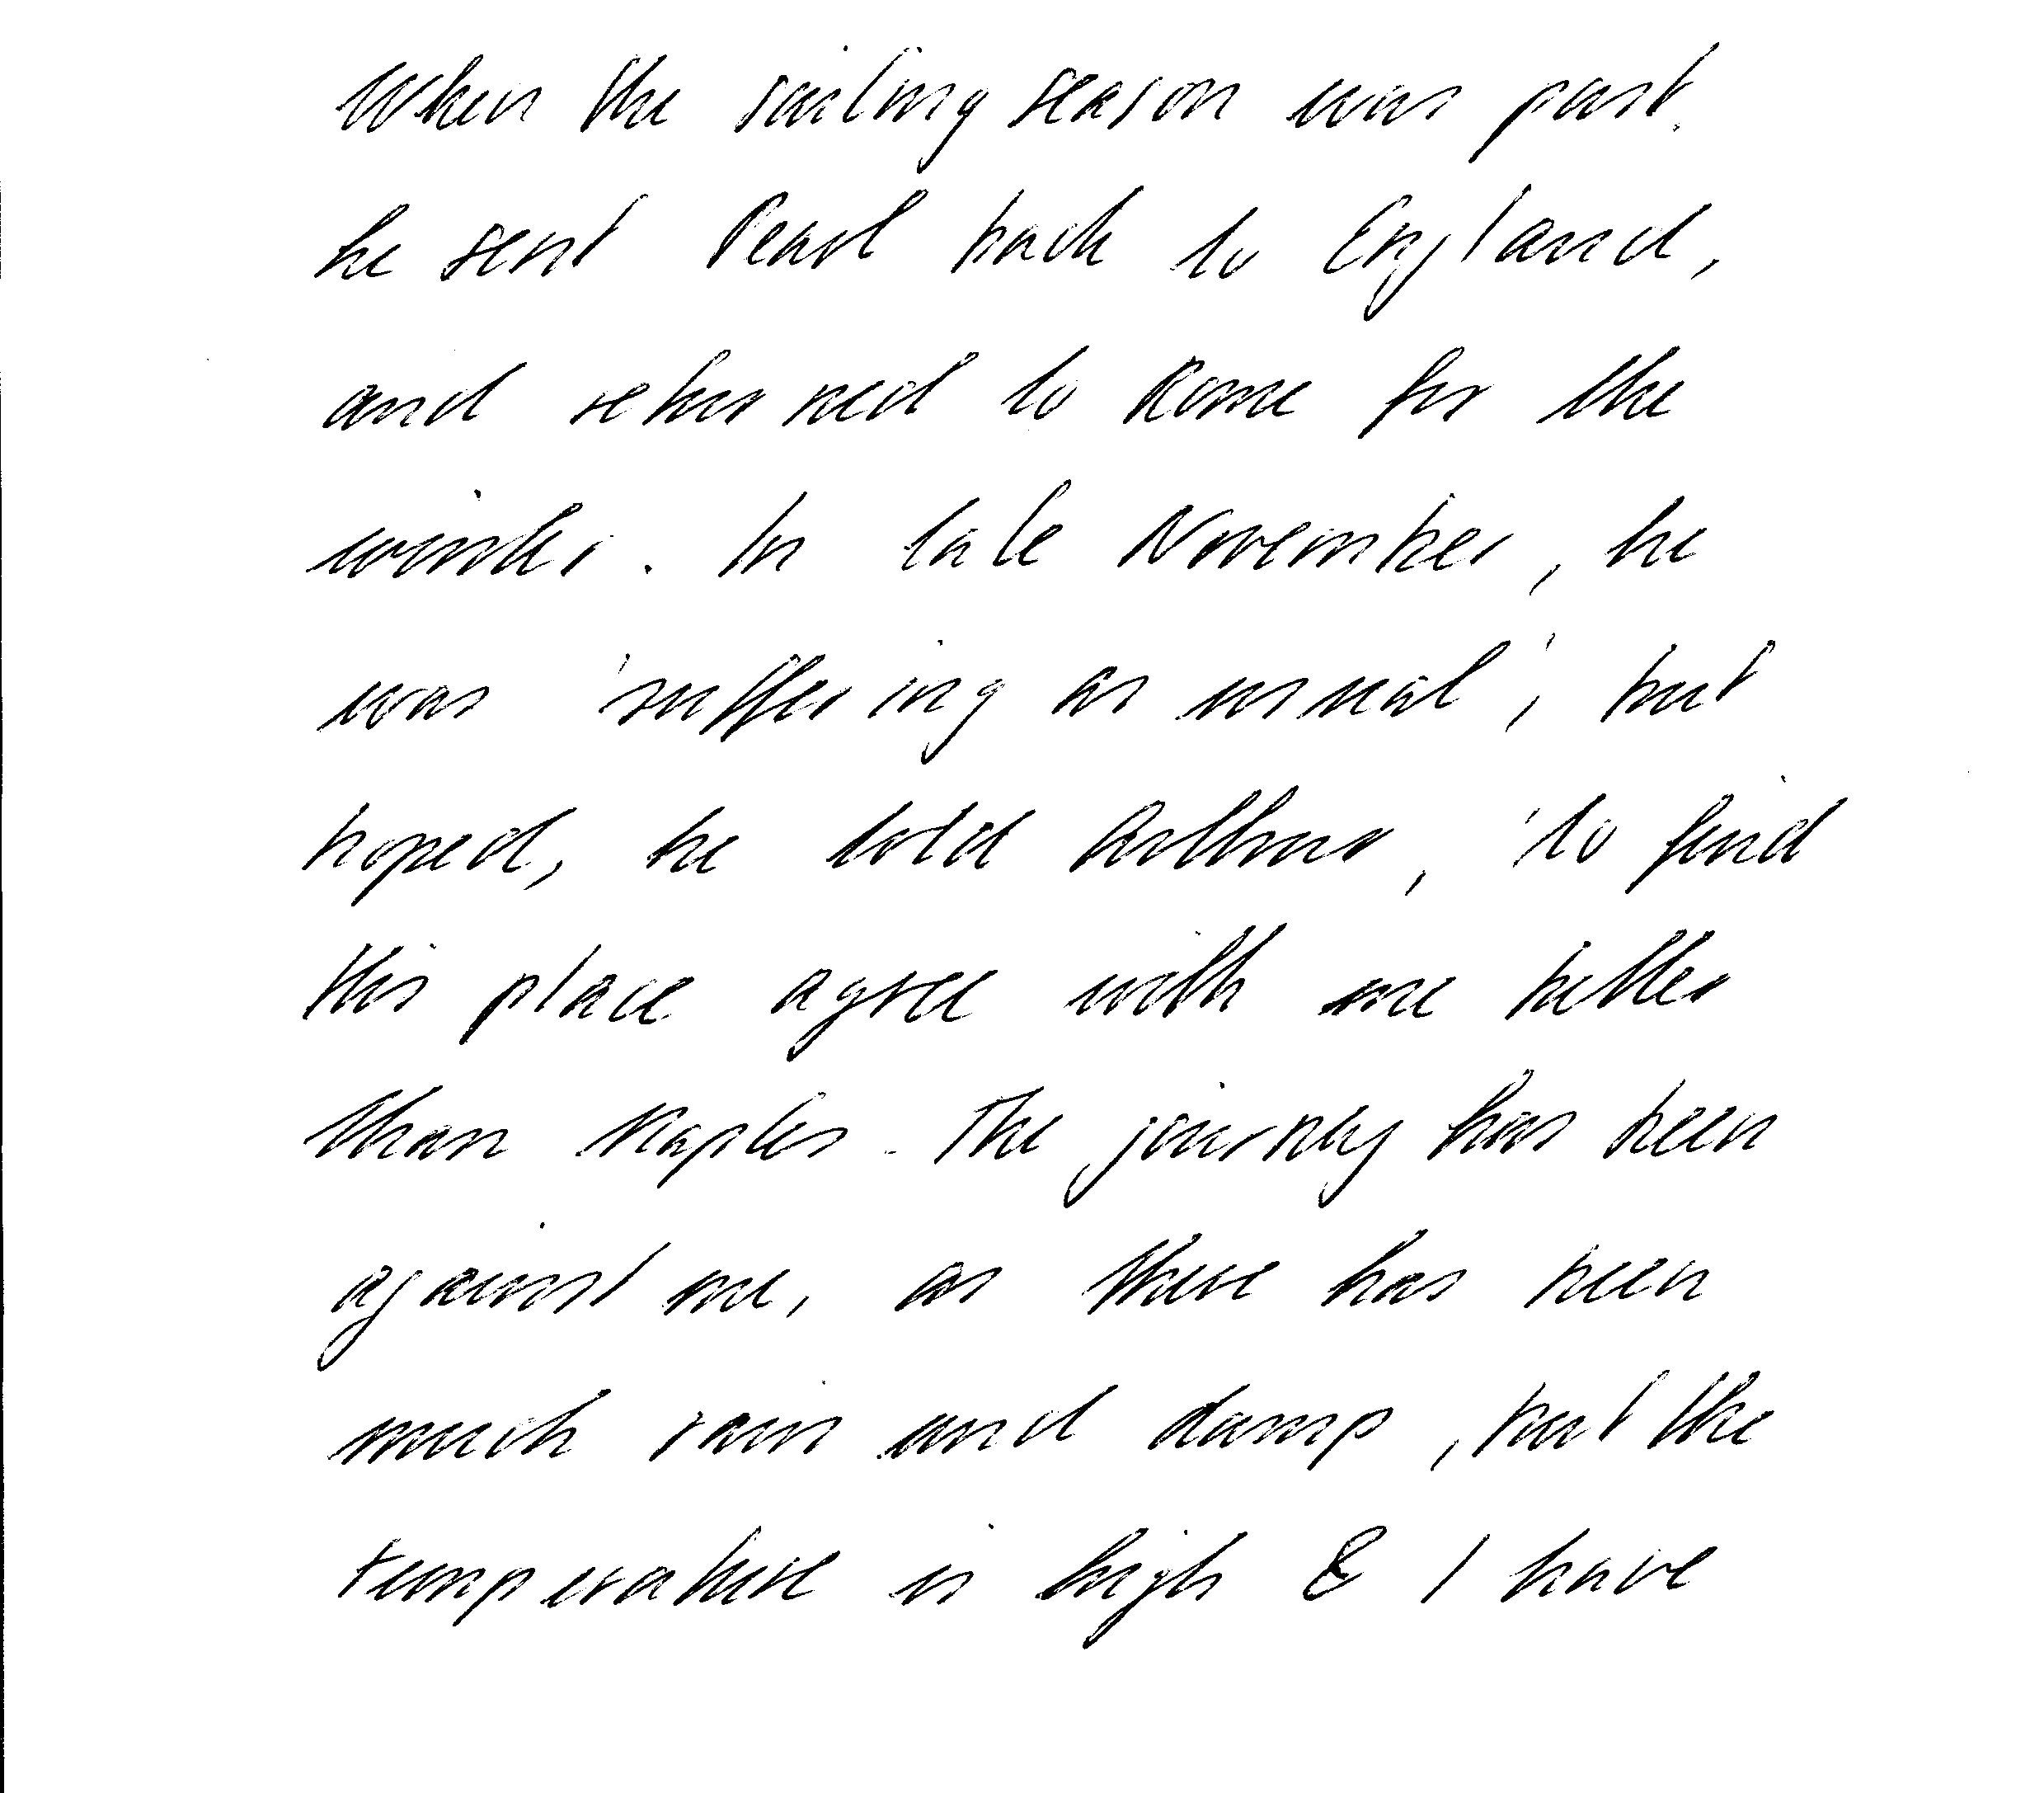 When the sailing season was past,
he sent Pearl back to England,
and returned to Rome for the
winter. In late November, he
was 'suffering as usual', but
hoped, he told Arthur, 'to find
this place agree with me better
than Naples. The journey has been
against me, as there has been
much rain and damp, but the
temperature is high & I have